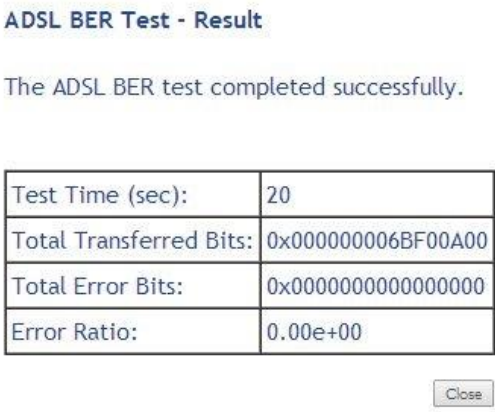 ADSL BER Test - Result
The ADSL BER test completed successfully.
Test Time (sec): 20
Total Transferred Bits: 0x000000006BF00A00
Total Error Bits: 0x0000000000000000
Error Ratio: 0.00e+00
Close